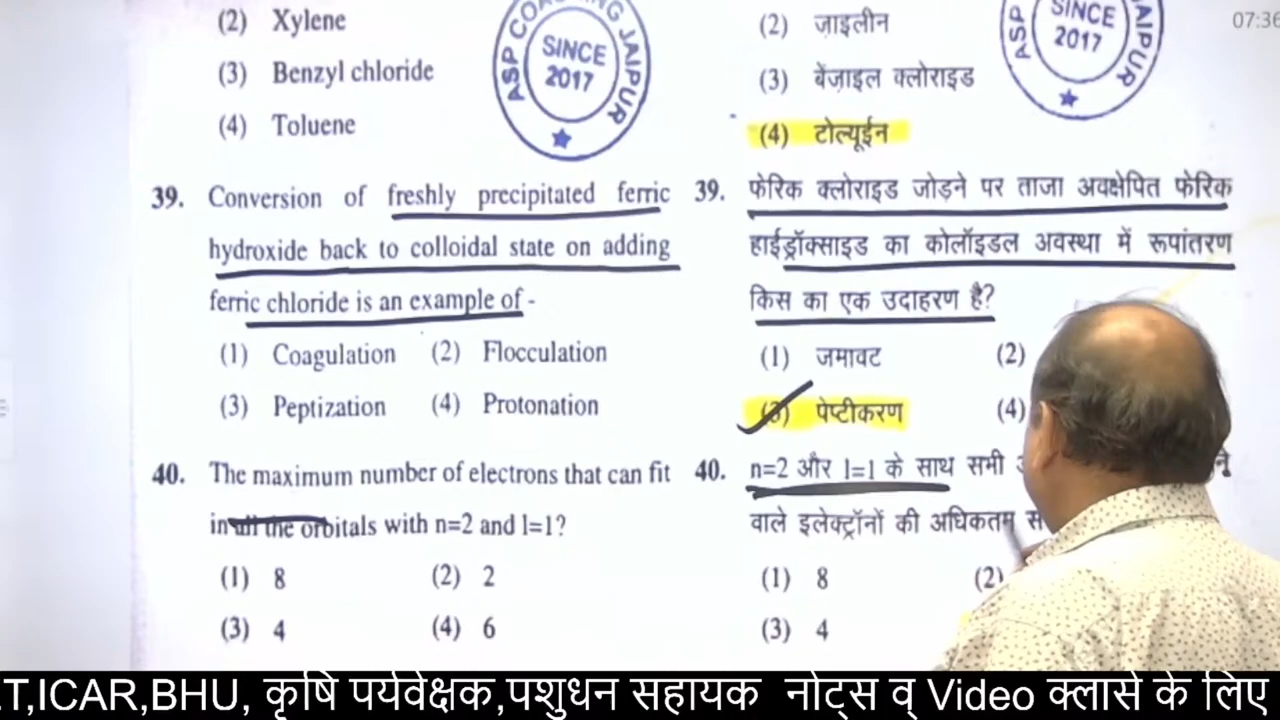 (2) Xylene
(3) Benzyl chloride
(4) Toluene
ASP COACHING JAIPUR
SINCE
2017
39. Conversion of freshly precipitated ferric
hydroxide back to colloidal state on adding
ferric chloride is an example of -
(1) Coagulation (2) Flocculation
(3) Peptization (4) Protonation
40. The maximum number of electrons that can fit
in all the orbitals with n=2 and l=1?
(1) 8 (2) 2
(3) 4 (4) 6
(2) ज़ाइलीन
(3) बेंज़ाइल क्लोराइड
(4) टोल्यूईन
ASP
SINCE
2017
JAIPUR
07:36
39. फेरिक क्लोराइड जोड़ने पर ताजा अवक्षेपित फेरिक
हाईड्रॉक्साइड का कोलॉइडल अवस्था में रूपांतरण
किस का एक उदाहरण है?
(1) जमावट (2)
(3) पेप्टीकरण (4)
40. n=2 और l=1 के साथ सभी
वाले इलेक्ट्रॉनों की अधिकतम
(1) 8 (2)
(3) 4
T,ICAR,BHU, कृषि पर्यवेक्षक,पशुधन सहायक नोट्स व् Video क्लासे के लिए